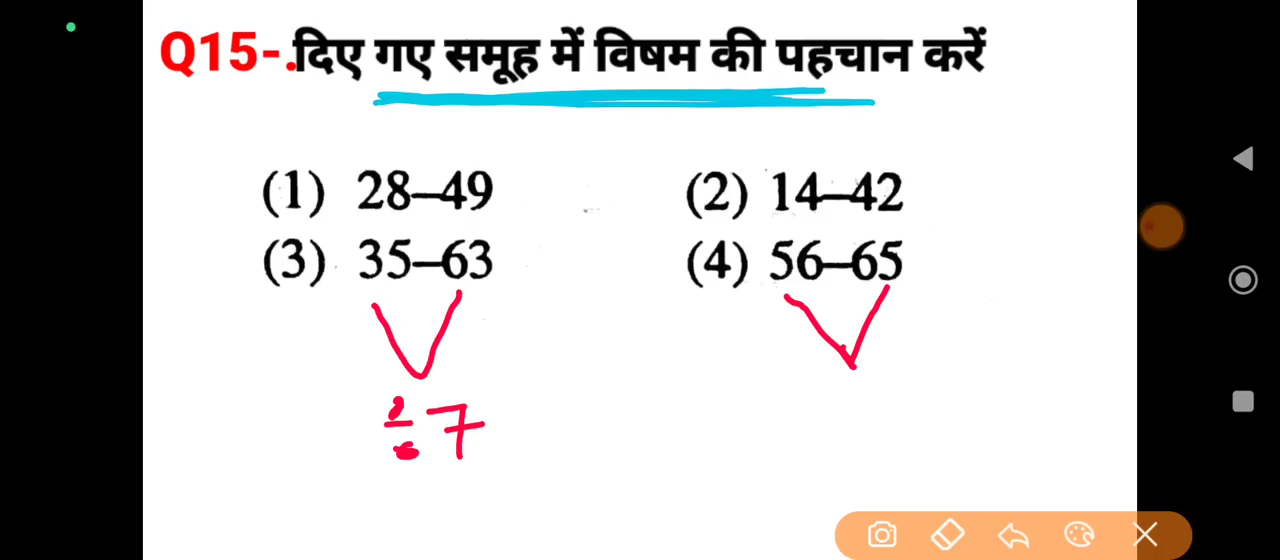 Q15-.दिए गए समूह में विषम की पहचान करें
(1) 28–49 (2) 14–42
(3) 35–63 (4) 56–65
÷7